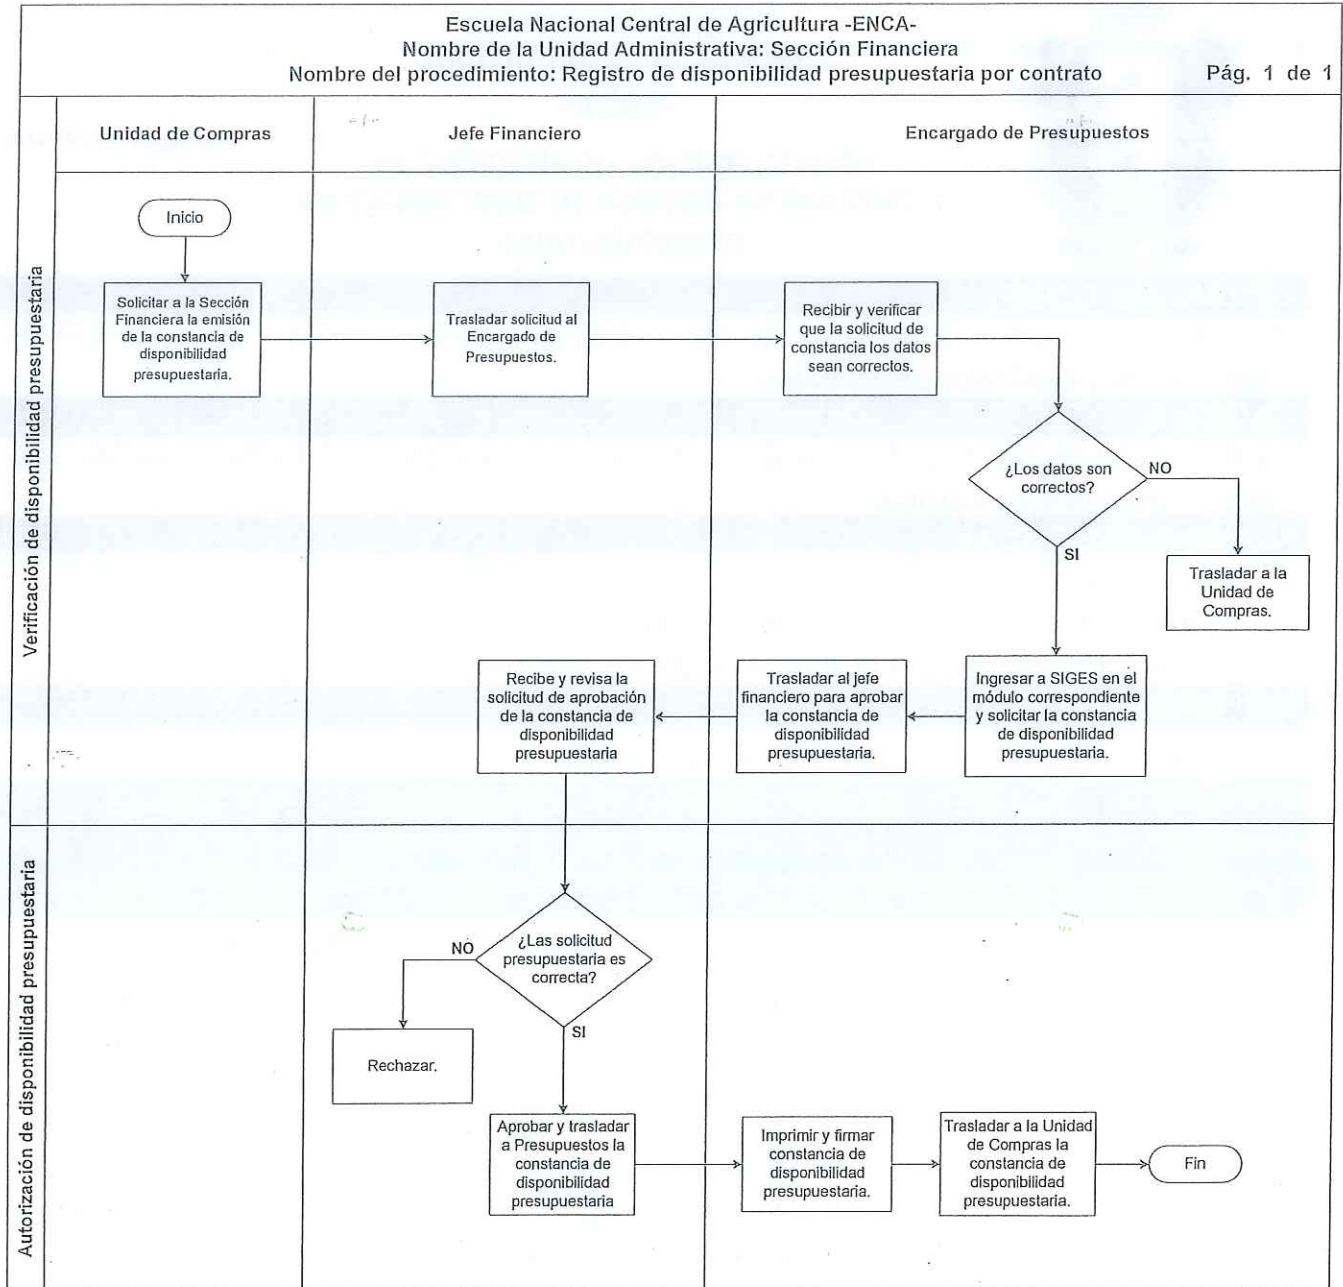 Escuela Nacional Central de Agricultura -ENCA-
Nombre de la Unidad Administrativa: Sección Financiera
Nombre del procedimiento: Registro de disponibilidad presupuestaria por contrato
Pág. 1 de 1
Unidad de Compras
Jefe Financiero
Encargado de Presupuestos
Verificación de disponibilidad presupuestaria
Inicio
Solicitar a la Sección
Financiera la emisión
de la constancia de
disponibilidad
presupuestaria.
Trasladar solicitud al
Encargado de
Presupuestos.
Recibir y verificar
que la solicitud de
constancia los datos
sean correctos.
¿Los datos son
correctos?
NO
SI
Trasladar a la
Unidad de
Compras.
Ingresar a SIGES en el
módulo correspondiente
y solicitar la constancia
de disponibilidad
presupuestaria.
Trasladar al jefe
financiero para aprobar
la constancia de
disponibilidad
presupuestaria.
Recibe y revisa la
solicitud de aprobación
de la constancia de
disponibilidad
presupuestaria
Autorización de disponibilidad presupuestaria
¿Las solicitud
presupuestaria es
correcta?
NO
SI
Rechazar.
Aprobar y trasladar
a Presupuestos la
constancia de
disponibilidad
presupuestaria
Imprimir y firmar
constancia de
disponibilidad
presupuestaria.
Trasladar a la Unidad
de Compras la
constancia de
disponibilidad
presupuestaria.
Fin